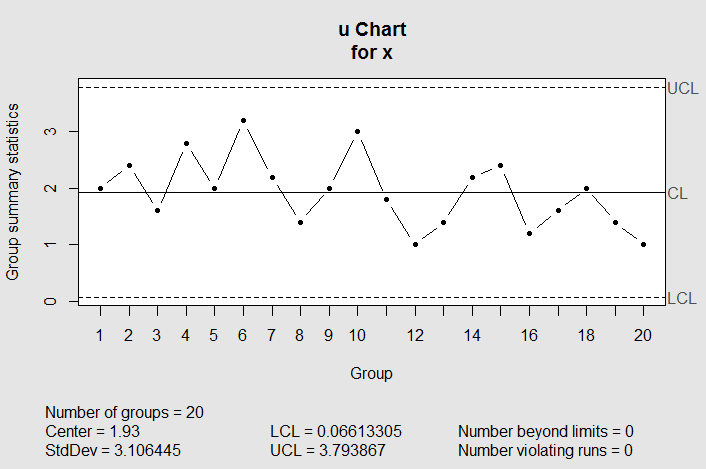 u Chart
for x
UCL
CL
LCL
Group summary statistics
3
2
1
0
1 2 3 4 5 6 7 8 9 10 12 14 16 18 20
Group
Number of groups = 20
Center = 1.93 LCL = 0.06613305 Number beyond limits = 0
StdDev = 3.106445 UCL = 3.793867 Number violating runs = 0